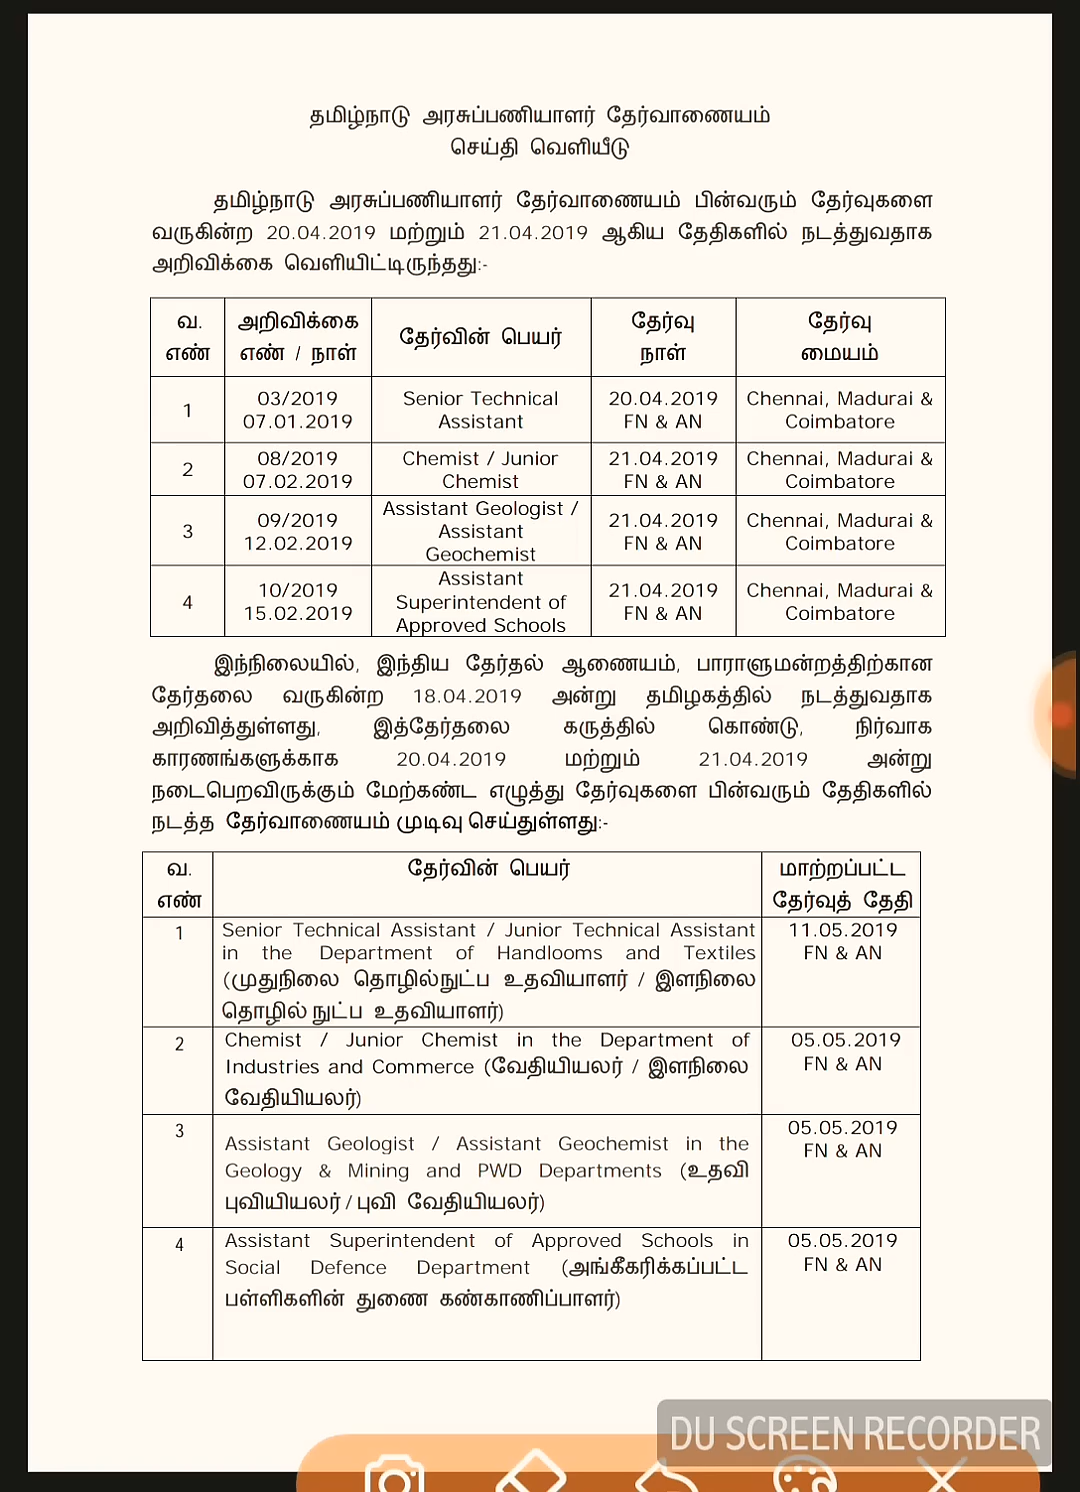 தமிழ்நாடு அரசுப்பணியாளர் தேர்வாணையம்
செய்தி வெளியீடு
தமிழ்நாடு அரசுப்பணியாளர் தேர்வாணையம் பின்வரும் தேர்வுகளை
வருகின்ற 20.04.2019 மற்றும் 21.04.2019 ஆகிய தேதிகளில் நடத்துவதாக
அறிவிக்கை வெளியிட்டிருந்தது:-
வ. எண் | அறிவிக்கை எண் / நாள் | தேர்வின் பெயர் | தேர்வு நாள் | தேர்வு மையம்
1 | 03/2019 07.01.2019 | Senior Technical Assistant | 20.04.2019 FN & AN | Chennai, Madurai & Coimbatore
2 | 08/2019 07.02.2019 | Chemist / Junior Chemist | 21.04.2019 FN & AN | Chennai, Madurai & Coimbatore
3 | 09/2019 12.02.2019 | Assistant Geologist / Assistant Geochemist | 21.04.2019 FN & AN | Chennai, Madurai & Coimbatore
4 | 10/2019 15.02.2019 | Assistant Superintendent of Approved Schools | 21.04.2019 FN & AN | Chennai, Madurai & Coimbatore
இந்நிலையில், இந்திய தேர்தல் ஆணையம், பாராளுமன்றத்திற்கான
தேர்தலை வருகின்ற 18.04.2019 அன்று தமிழகத்தில் நடத்துவதாக
அறிவித்துள்ளது, இத்தேர்தலை கருத்தில் கொண்டு, நிர்வாக
காரணங்களுக்காக 20.04.2019 மற்றும் 21.04.2019 அன்று
நடைபெறவிருக்கும் மேற்கண்ட எழுத்து தேர்வுகளை பின்வரும் தேதிகளில்
நடத்த தேர்வாணையம் முடிவு செய்துள்ளது:-
வ. எண் | தேர்வின் பெயர் | மாற்றப்பட்ட தேர்வுத் தேதி
1 | Senior Technical Assistant / Junior Technical Assistant | 11.05.2019
in the Department of Handlooms and Textiles | FN & AN
(முதுநிலை தொழில்நுட்ப உதவியாளர் / இளநிலை
தொழில் நுட்ப உதவியாளர்)
2 | Chemist / Junior Chemist in the Department of | 05.05.2019
Industries and Commerce (வேதியியலர் / இளநிலை | FN & AN
வேதியியலர்)
3 | Assistant Geologist / Assistant Geochemist in the | 05.05.2019
Geology & Mining and PWD Departments (உதவி | FN & AN
புவியியலர் / புவி வேதியியலர்)
4 | Assistant Superintendent of Approved Schools in | 05.05.2019
Social Defence Department (அங்கீகரிக்கப்பட்ட | FN & AN
பள்ளிகளின் துணை கண்காணிப்பாளர்)
DU SCREEN RECORDER